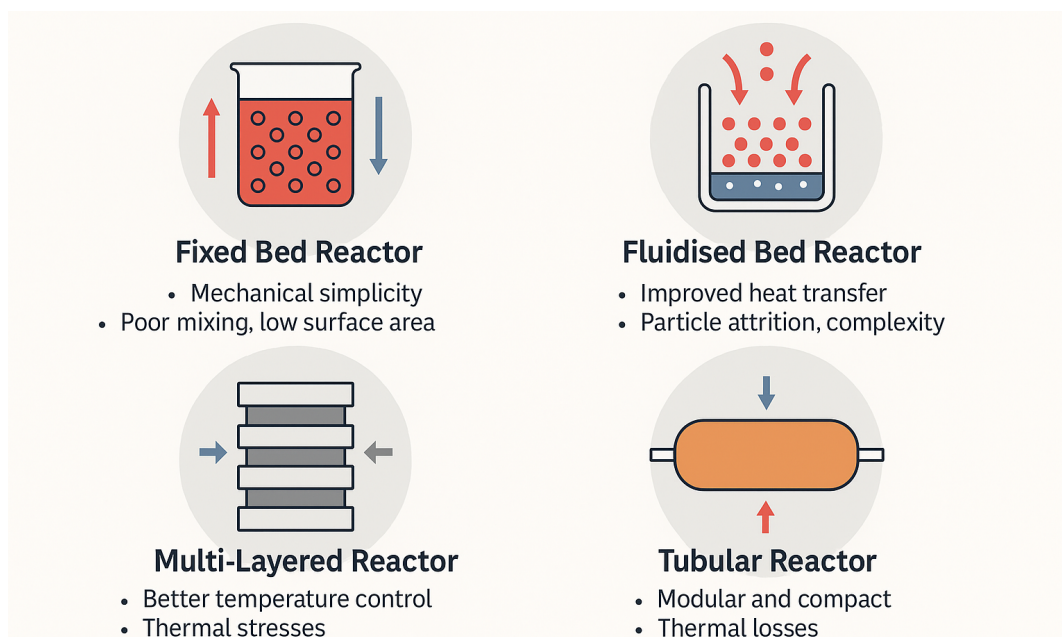 Fixed Bed Reactor
• Mechanical simplicity
• Poor mixing, low surface area
Fluidised Bed Reactor
• Improved heat transfer
• Particle attrition, complexity
Multi-Layered Reactor
• Better temperature control
• Thermal stresses
Tubular Reactor
• Modular and compact
• Thermal losses